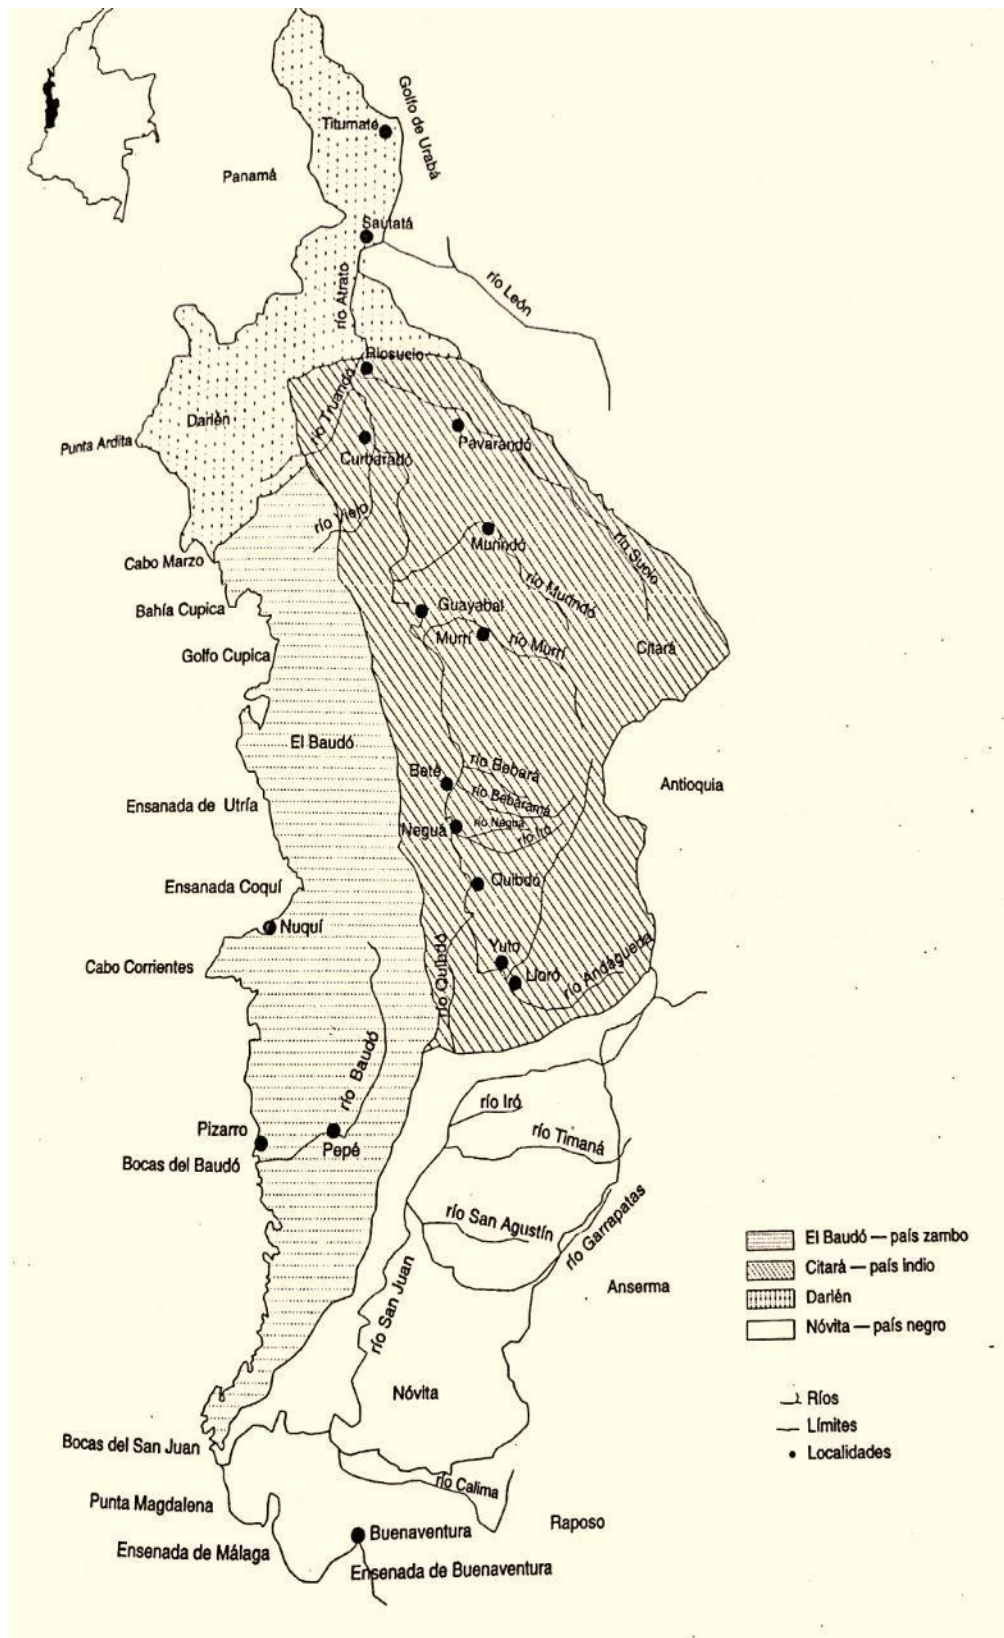 Golfo de Urabá
Titumate
Panamá
Sautatá
río León
río Atrato
Riosucio
río Truandó
Darién
Punta Ardita
Pavarandó
Curbaradó
río Viejo
Murindó
río Sucio
Cabo Marzo
río Murindó
Bahía Cupica
Guayabal
Murrí
río Murrí
Citará
Golfo Cupica
El Baudó
río Bebará
Beté
Antioquia
río Bebaramá
Ensanada de Utría
río Neguá
Neguá
río Iró
Ensanada Coquí
Quibdó
Nuquí
Yuto
río Quibdó
Cabo Corrientes
Lloró
río Andágueda
río Baudó
río Iró
Pizarro
río Timaná
Pepé
Bocas del Baudó
río San Agustín
río Garrapatas
El Baudó — país zambo
Citará — país indio
Anserma
Darién
río San Juan
Nóvita — país negro
Nóvita
Ríos
Límites
Bocas del San Juan
Localidades
río Calima
Punta Magdalena
Raposo
Buenaventura
Ensenada de Málaga
Ensenada de Buenaventura